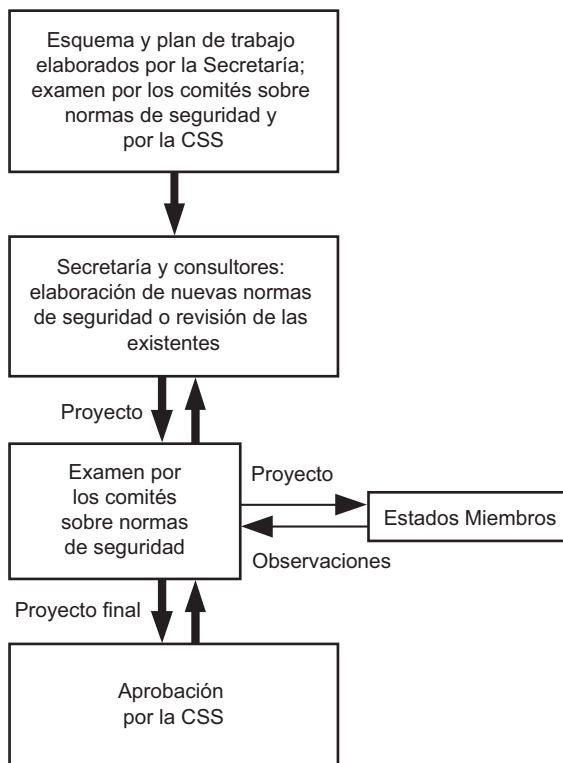 Esquema y plan de trabajo
elaborados por la Secretaría;
examen por los comités sobre
normas de seguridad y
por la CSS
Secretaría y consultores:
elaboración de nuevas normas
de seguridad o revisión de las
existentes
Proyecto
Examen por
los comités
sobre normas
de seguridad
Proyecto
Estados Miembros
Observaciones
Proyecto final
Aprobación
por la CSS